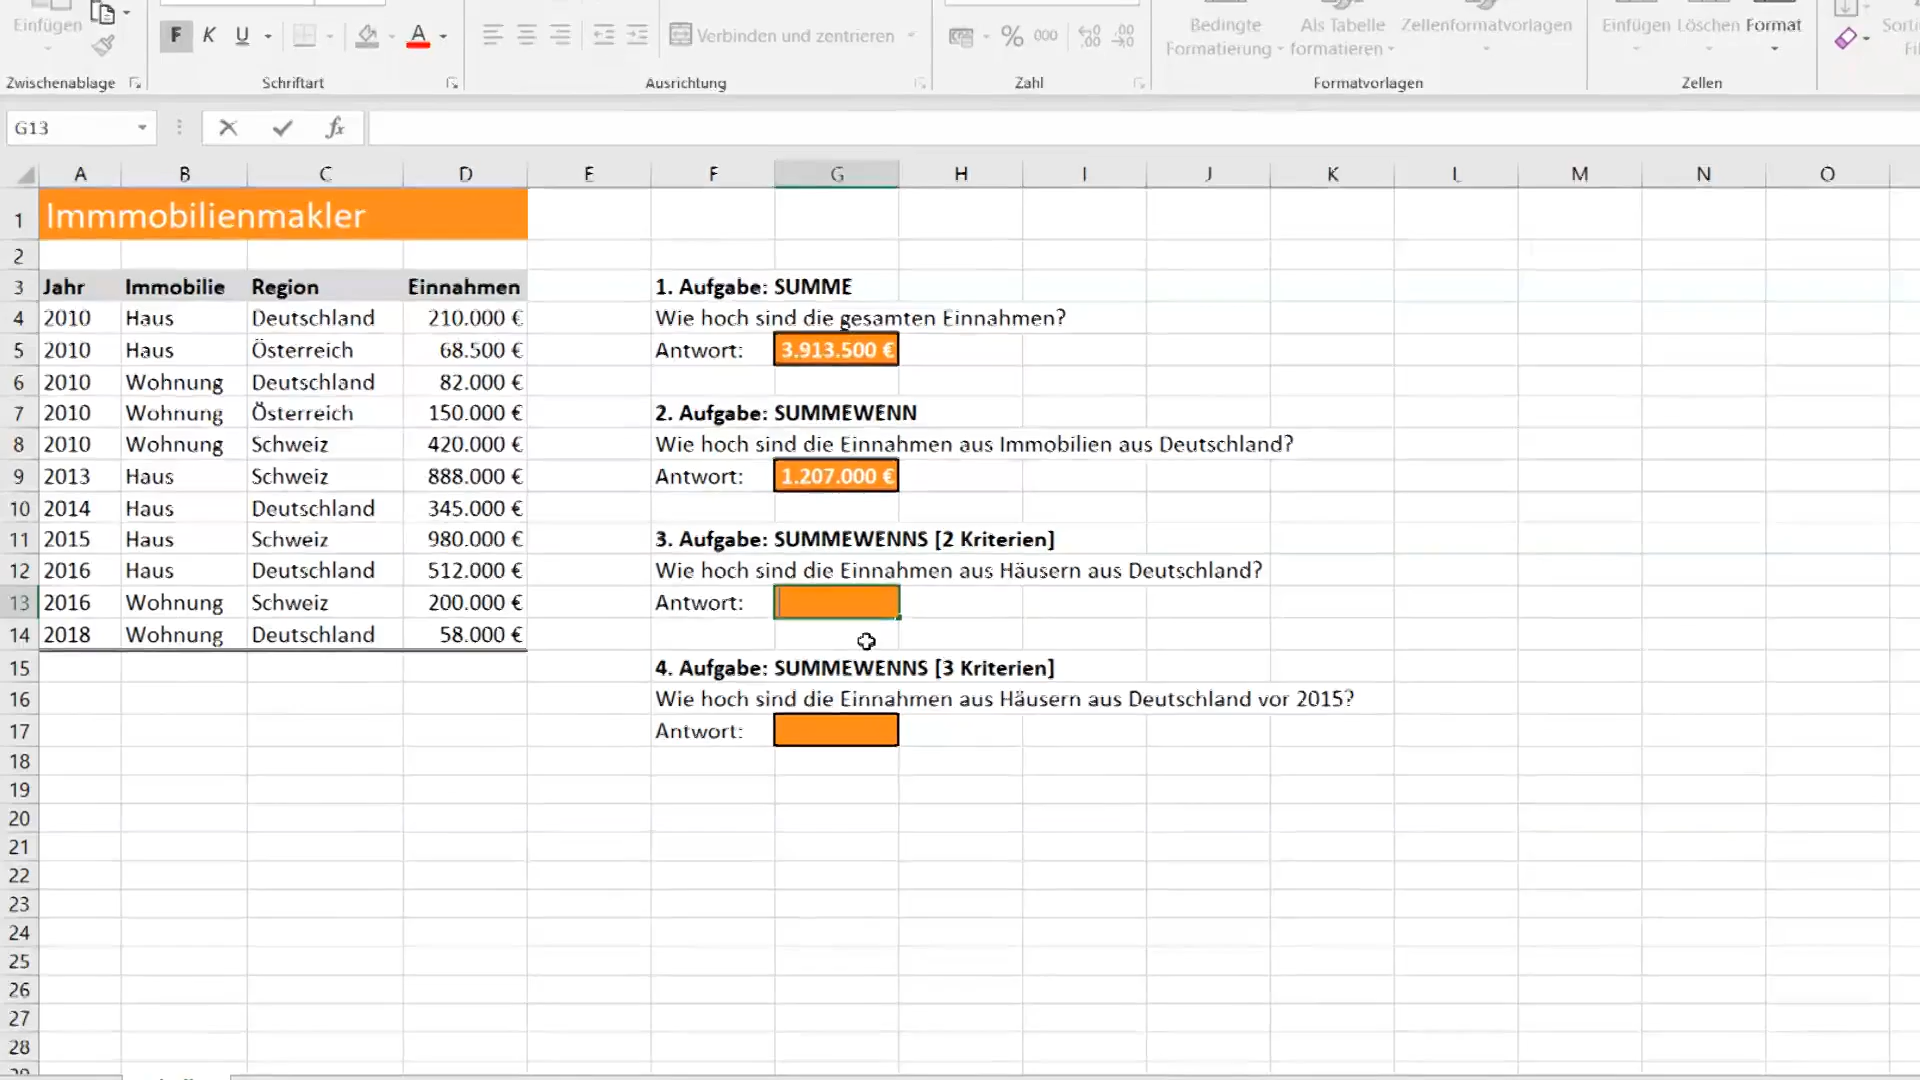 Einfügen
F K U A
Verbinden und zentrieren
% 000
Bedingte Formatierung
Als Tabelle formatieren
Zellenformatvorlagen
Einfügen Löschen Format
Zwischenablage
Schriftart
Ausrichtung
Zahl
Formatvorlagen
Zellen
G13
fx
A B C D E F G H I J K L M N O
1 Immmobilienmakler
2
3 Jahr Immobilie Region Einnahmen 1. Aufgabe: SUMME
4 2010 Haus Deutschland 210.000 € Wie hoch sind die gesamten Einnahmen?
5 2010 Haus Österreich 68.500 € Antwort: 3.913.500 €
6 2010 Wohnung Deutschland 82.000 €
7 2010 Wohnung Österreich 150.000 € 2. Aufgabe: SUMMEWENN
8 2010 Wohnung Schweiz 420.000 € Wie hoch sind die Einnahmen aus Immobilien aus Deutschland?
9 2013 Haus Schweiz 888.000 € Antwort: 1.207.000 €
10 2014 Haus Deutschland 345.000 €
11 2015 Haus Schweiz 980.000 € 3. Aufgabe: SUMMEWENNS [2 Kriterien]
12 2016 Haus Deutschland 512.000 € Wie hoch sind die Einnahmen aus Häusern aus Deutschland?
13 2016 Wohnung Schweiz 200.000 € Antwort:
14 2018 Wohnung Deutschland 58.000 €
15 4. Aufgabe: SUMMEWENNS [3 Kriterien]
16 Wie hoch sind die Einnahmen aus Häusern aus Deutschland vor 2015?
17 Antwort:
18
19
20
21
22
23
24
25
26
27
28